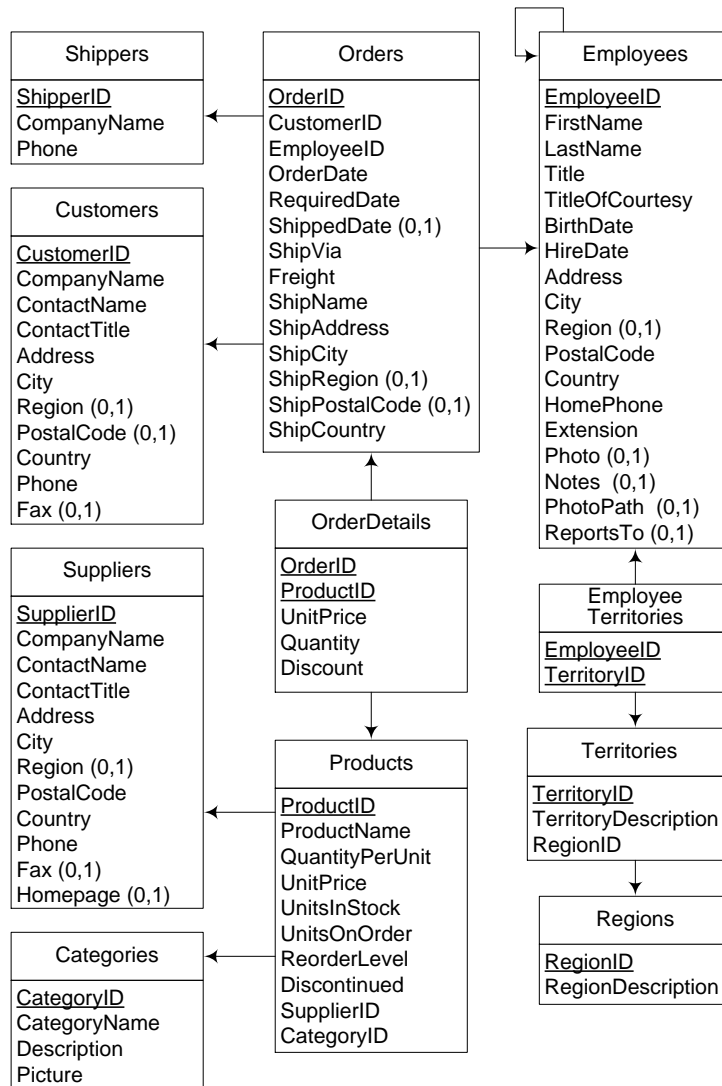 Shippers
ShipperID
CompanyName
Phone
Customers
CustomerID
CompanyName
ContactName
ContactTitle
Address
City
Region (0,1)
PostalCode (0,1)
Country
Phone
Fax (0,1)
Suppliers
SupplierID
CompanyName
ContactName
ContactTitle
Address
City
Region (0,1)
PostalCode
Country
Phone
Fax (0,1)
Homepage (0,1)
Categories
CategoryID
CategoryName
Description
Picture
Orders
OrderID
CustomerID
EmployeeID
OrderDate
RequiredDate
ShippedDate (0,1)
ShipVia
Freight
ShipName
ShipAddress
ShipCity
ShipRegion (0,1)
ShipPostalCode (0,1)
ShipCountry
OrderDetails
OrderID
ProductID
UnitPrice
Quantity
Discount
Products
ProductID
ProductName
QuantityPerUnit
UnitPrice
UnitsInStock
UnitsOnOrder
ReorderLevel
Discontinued
SupplierID
CategoryID
Employees
EmployeeID
FirstName
LastName
Title
TitleOfCourtesy
BirthDate
HireDate
Address
City
Region (0,1)
PostalCode
Country
HomePhone
Extension
Photo (0,1)
Notes (0,1)
PhotoPath (0,1)
ReportsTo (0,1)
Employee
Territories
EmployeeID
TerritoryID
Territories
TerritoryID
TerritoryDescription
RegionID
Regions
RegionID
RegionDescription